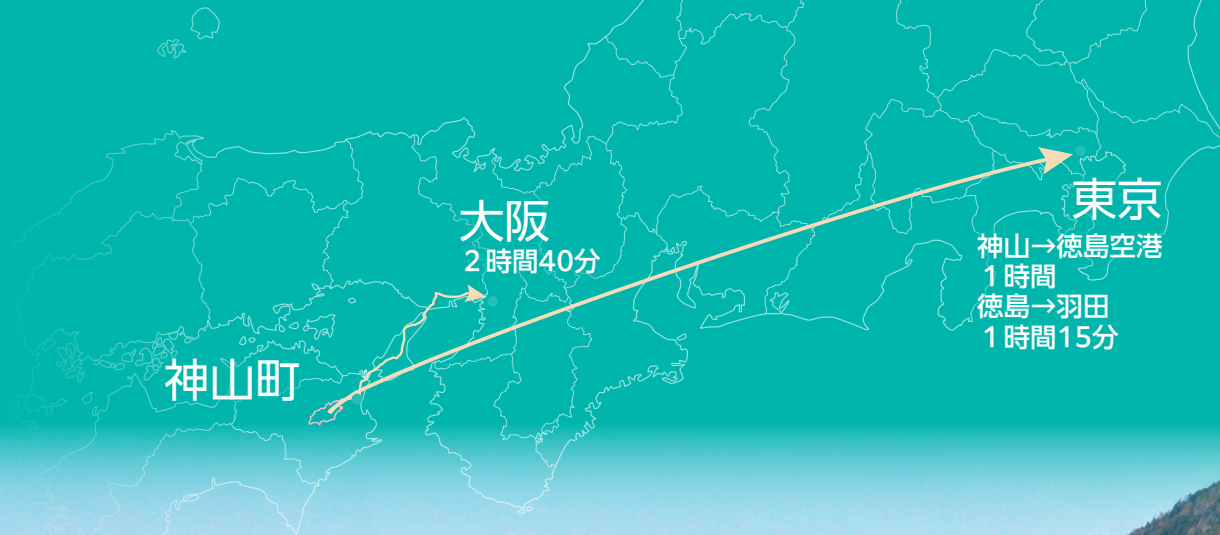 大阪
２時間40分
東京
神山→徳島空港
１時間
徳島→羽田
１時間15分
神山町